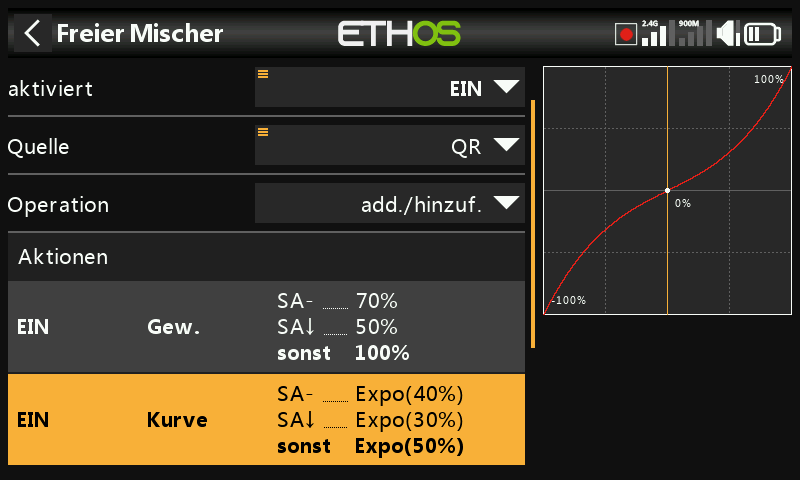 Freier Mischer
ETHOS
2.4G
900M
aktiviert
EIN
Quelle
QR
Operation
add./hinzuf.
Aktionen
EIN Gew.
SA- ...... 70%
SA↓ ...... 50%
sonst 100%
EIN Kurve
SA- ...... Expo(40%)
SA↓ ...... Expo(30%)
sonst Expo(50%)
100%
0%
-100%